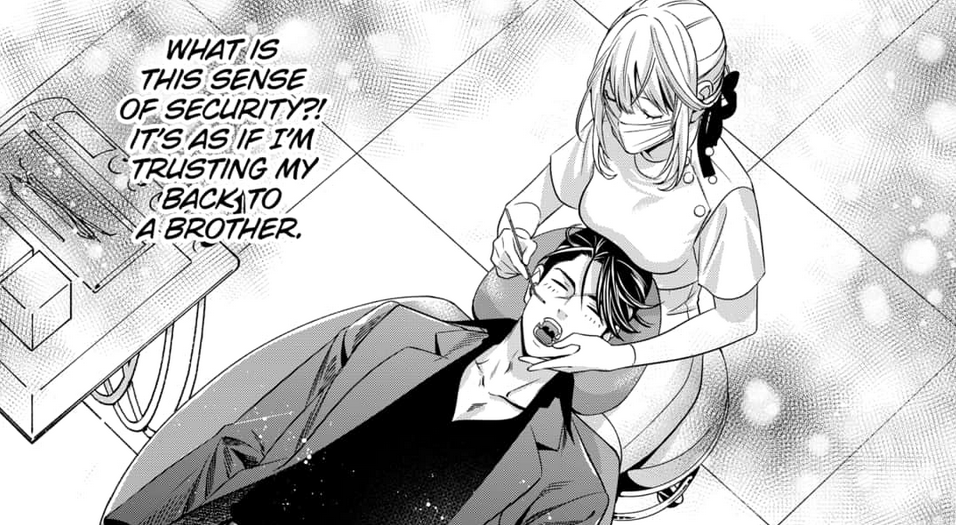 WHAT IS
THIS SENSE
OF SECURITY?!
IT'S AS IF I'M
TRUSTING MY
BACK TO
A BROTHER.